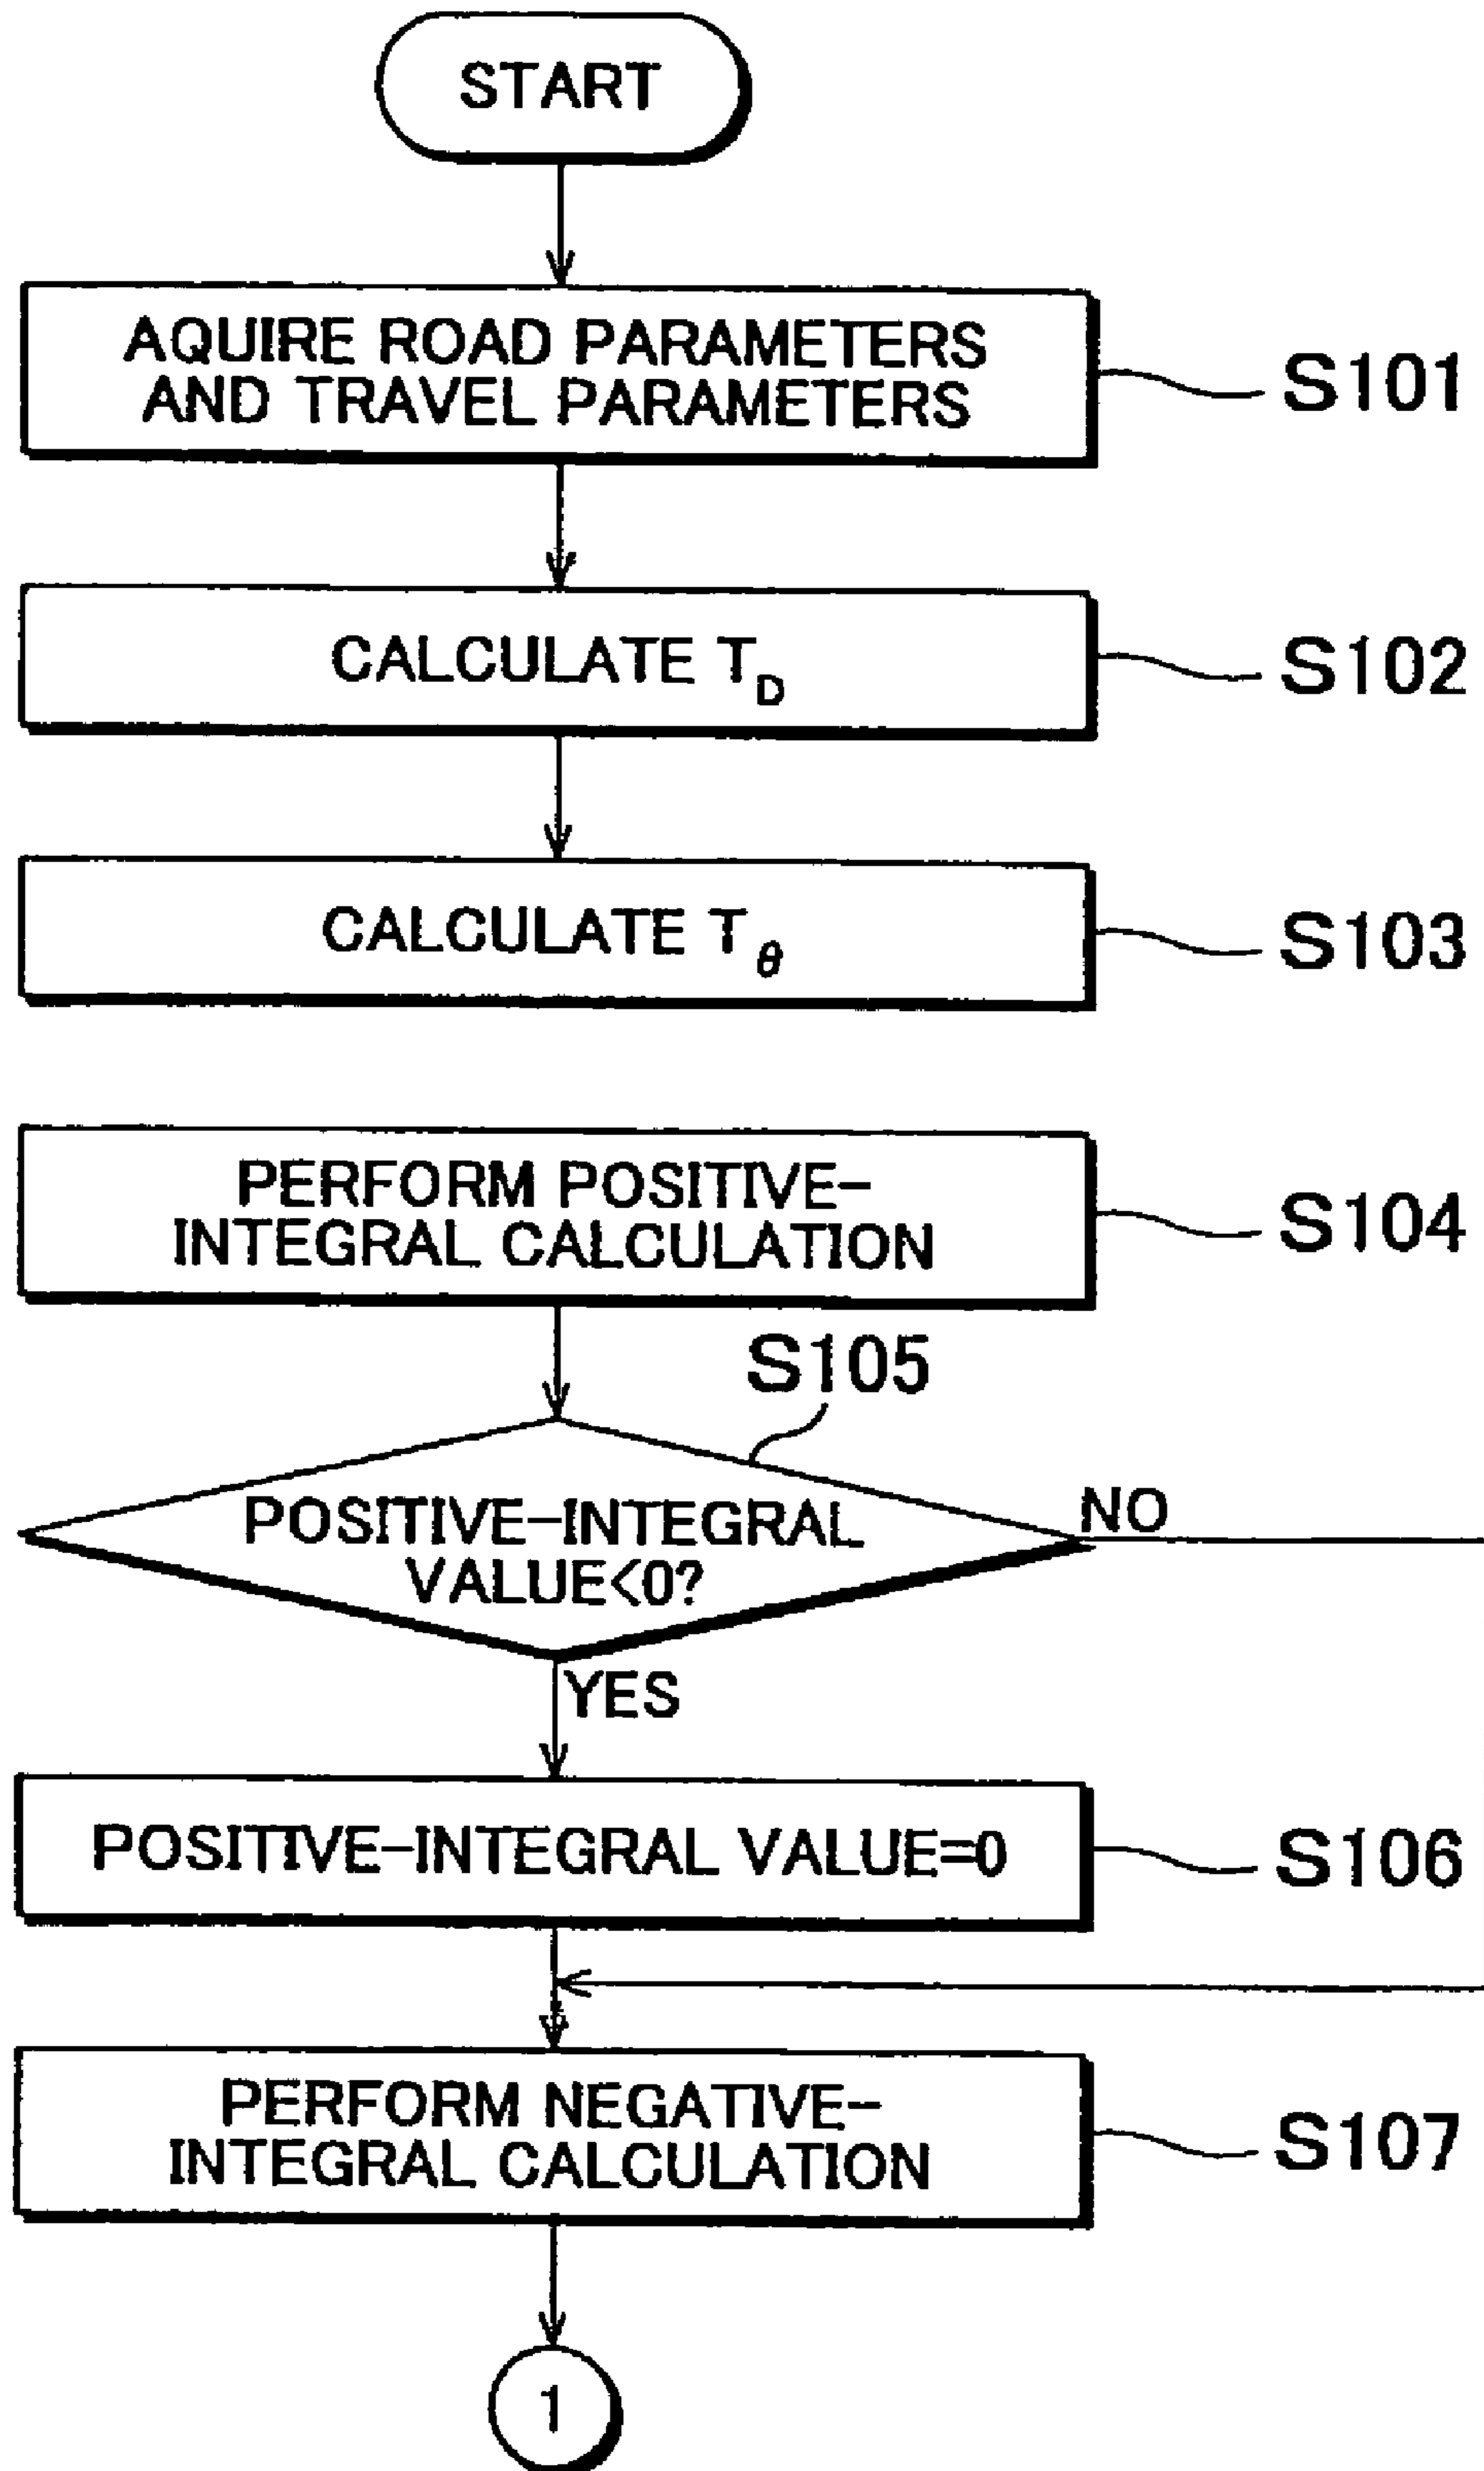 START
AQUIRE ROAD PARAMETERS
AND TRAVEL PARAMETERS
S101
CALCULATE T_D
S102
CALCULATE T_θ
S103
PERFORM POSITIVE-
INTEGRAL CALCULATION
S104
S105
POSITIVE-INTEGRAL
VALUE<0?
NO
YES
POSITIVE-INTEGRAL VALUE=0
S106
PERFORM NEGATIVE-
INTEGRAL CALCULATION
S107
1